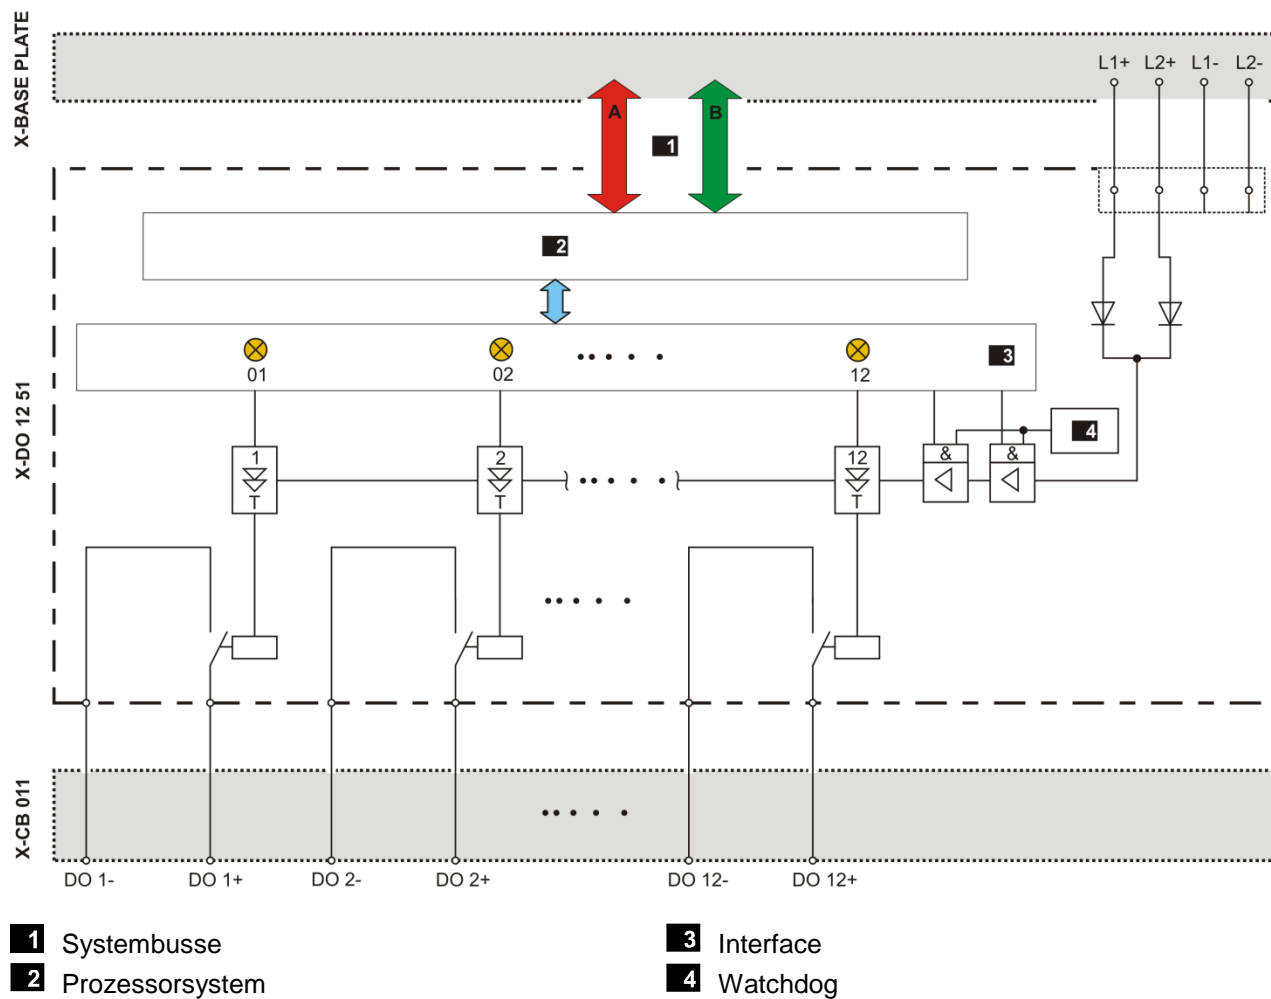 X-BASE PLATE
L1+ L2+ L1- L2-
A B
1
2
X-DO 12 51
01 02 12
3
4
1 2 12 & &
T T T
X-CB 011
DO 1- DO 1+ DO 2- DO 2+ DO 12- DO 12+
1 Systembusse
3 Interface
2 Prozessorsystem
4 Watchdog